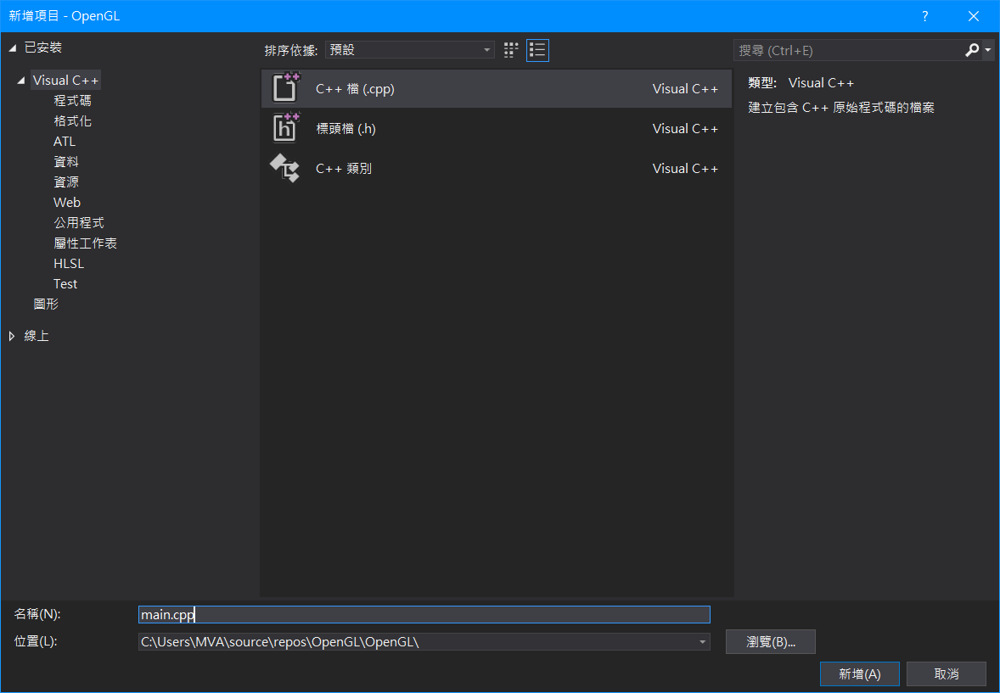 新增項目 - OpenGL
?
已安裝
Visual C++
程式碼
格式化
ATL
資料
資源
Web
公用程式
屬性工作表
HLSL
Test
圖形
線上
排序依據: 預設
C++ 檔 (.cpp) Visual C++
標頭檔 (.h) Visual C++
C++ 類別 Visual C++
搜尋 (Ctrl+E)
類型: Visual C++
建立包含 C++ 原始程式碼的檔案
名稱(N): main.cpp
位置(L): C:\Users\MVA\source\repos\OpenGL\OpenGL\
瀏覽(B)...
新增(A) 取消